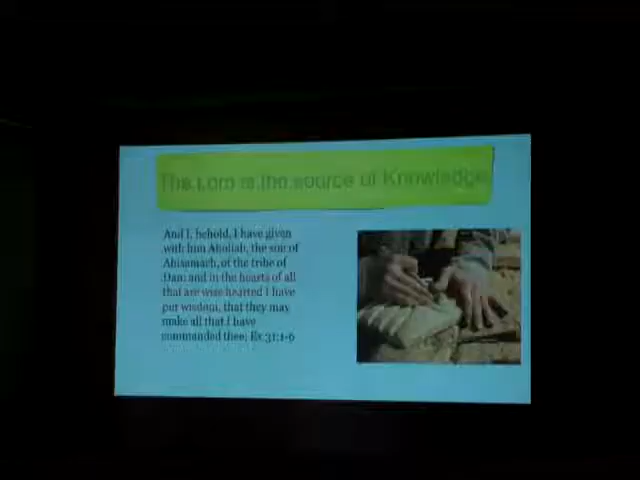 The Lord is the source of Knowledge
And I, behold, I have given
with him Aholiab, the son of
Ahisamach, of the tribe of
Dan: and in the hearts of all
that are wise hearted I have
put wisdom, that they may
make all that I have
commanded thee; Ex 31:1-6